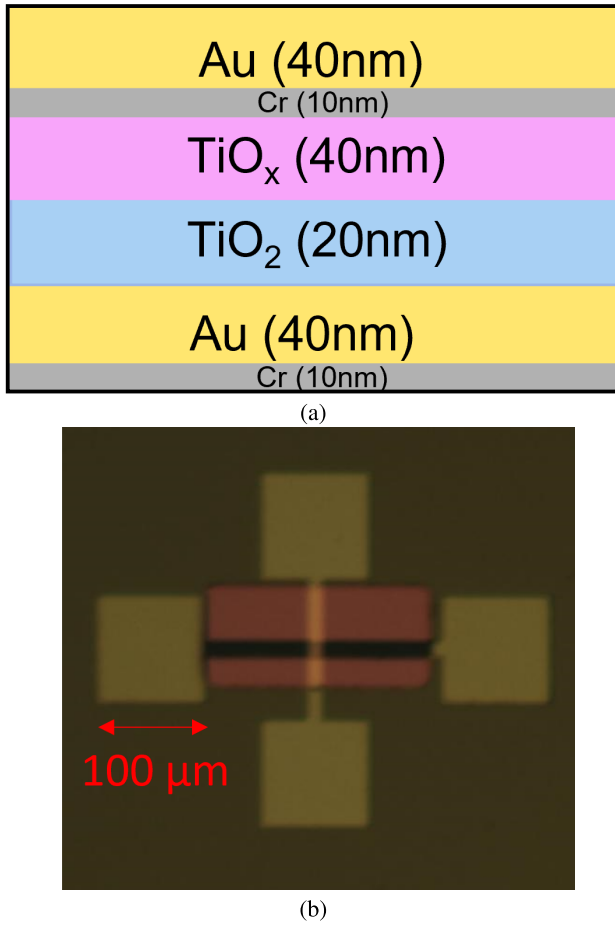 Au (40nm)
Cr (10nm)
TiOx (40nm)
TiO2 (20nm)
Au (40nm)
Cr (10nm)
(a)
100 µm
(b)